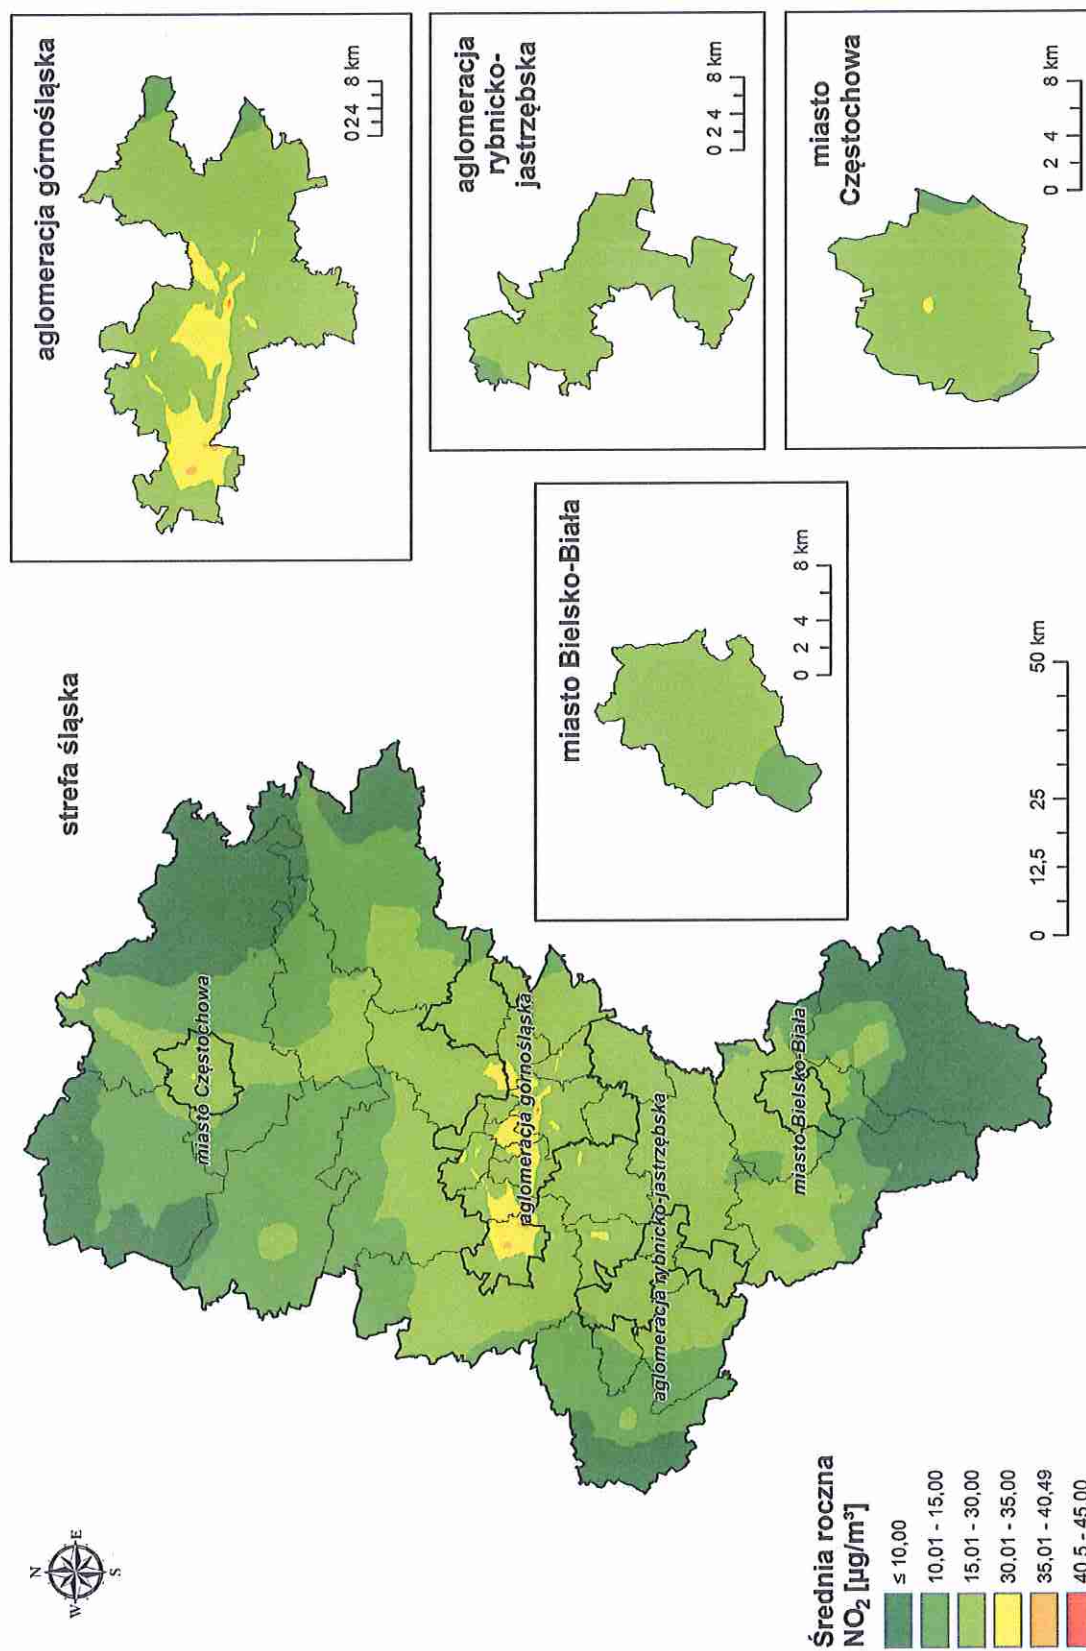 N
W
E
S
strefa śląska
miasto Częstochowa
aglomeracja górnośląska
aglomeracja rybnicko-jastrzębska
miasto Bielsko-Biała
aglomeracja górnośląska
0 2 4 8 km
aglomeracja
rybnicko-
jastrzębska
0 2 4 8 km
miasto
Częstochowa
0 2 4 8 km
miasto Bielsko-Biała
0 2 4 8 km
0 12,5 25 50 km
Średnia roczna
NO₂ [µg/m³]
≤ 10,00
10,01 - 15,00
15,01 - 30,00
30,01 - 35,00
35,01 - 40,49
40,5 - 45,00